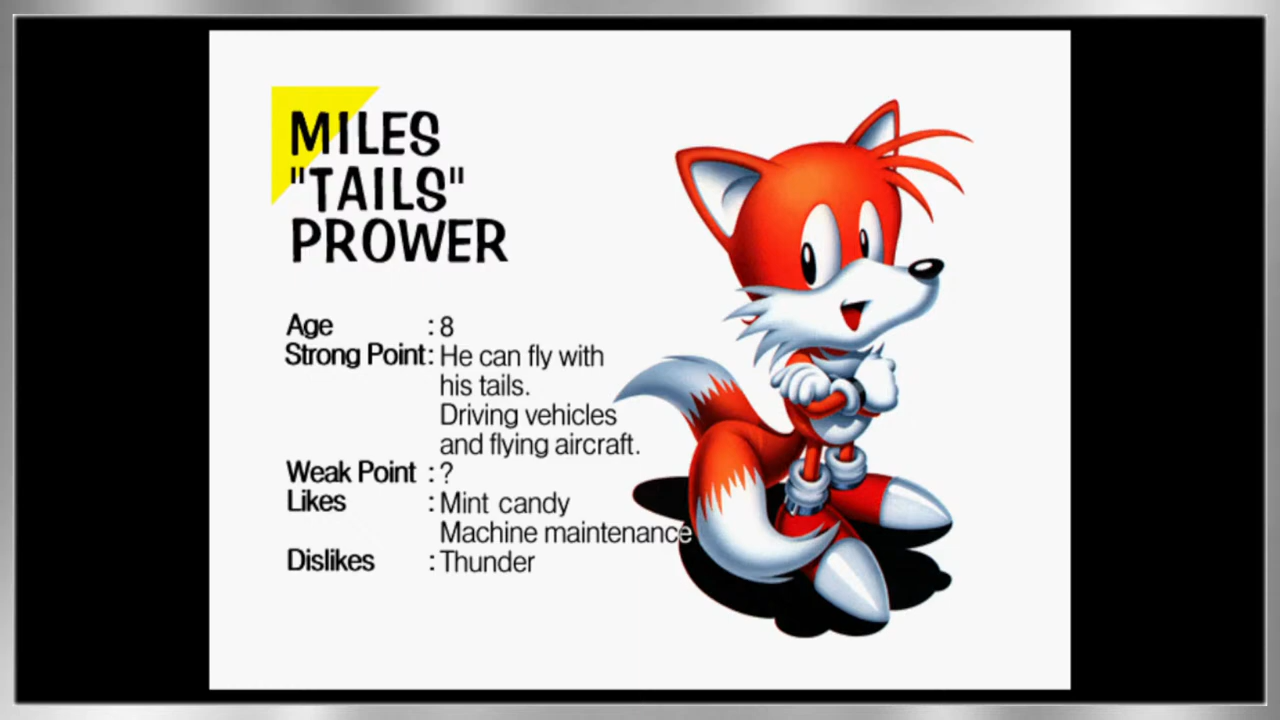 MILES
"TAILS"
PROWER
Age : 8
Strong Point : He can fly with
his tails.
Driving vehicles
and flying aircraft.
Weak Point : ?
Likes : Mint candy
Machine maintenance
Dislikes : Thunder